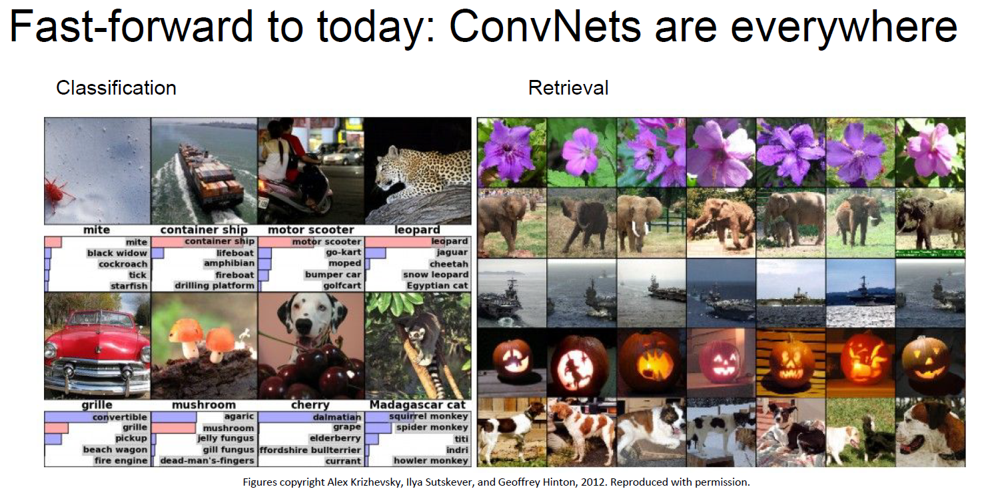 Fast-forward to today: ConvNets are everywhere
Classification
Retrieval
mite
container ship
motor scooter
leopard
mite
black widow
cockroach
tick
starfish
container ship
lifeboat
amphibian
fireboat
drilling platform
motor scooter
go-kart
moped
bumper car
golfcart
leopard
jaguar
cheetah
snow leopard
Egyptian cat
grille
mushroom
cherry
Madagascar cat
convertible
grille
pickup
beach wagon
fire engine
agaric
mushroom
jelly fungus
gill fungus
dead-man's-fingers
dalmatian
grape
elderberry
ffordshire bullterrier
currant
squirrel monkey
spider monkey
titi
indri
howler monkey
Figures copyright Alex Krizhevsky, Ilya Sutskever, and Geoffrey Hinton, 2012. Reproduced with permission.